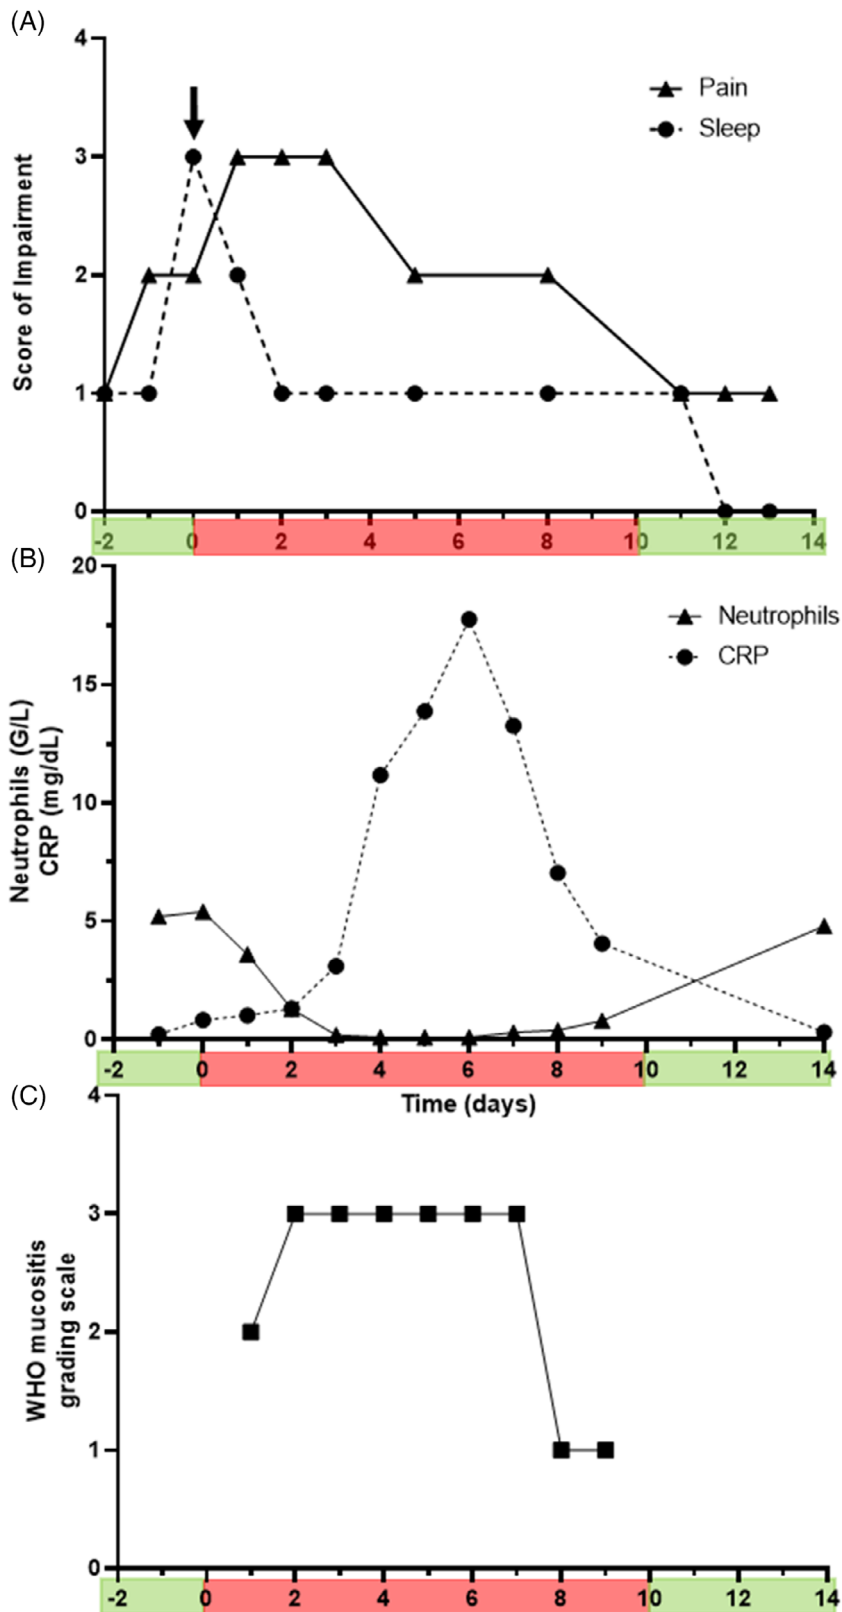 (A)
4
3
2
1
0
Score of Impairment
Pain
Sleep
-2 0 2 4 6 8 10 12 14
(B)
20
15
10
5
0
Neutrophils (G/L)
CRP (mg/dL)
Neutrophils
CRP
-2 0 2 4 6 8 10 12 14
Time (days)
(C)
4
3
2
1
0
WHO mucositis
grading scale
-2 0 2 4 6 8 10 12 14